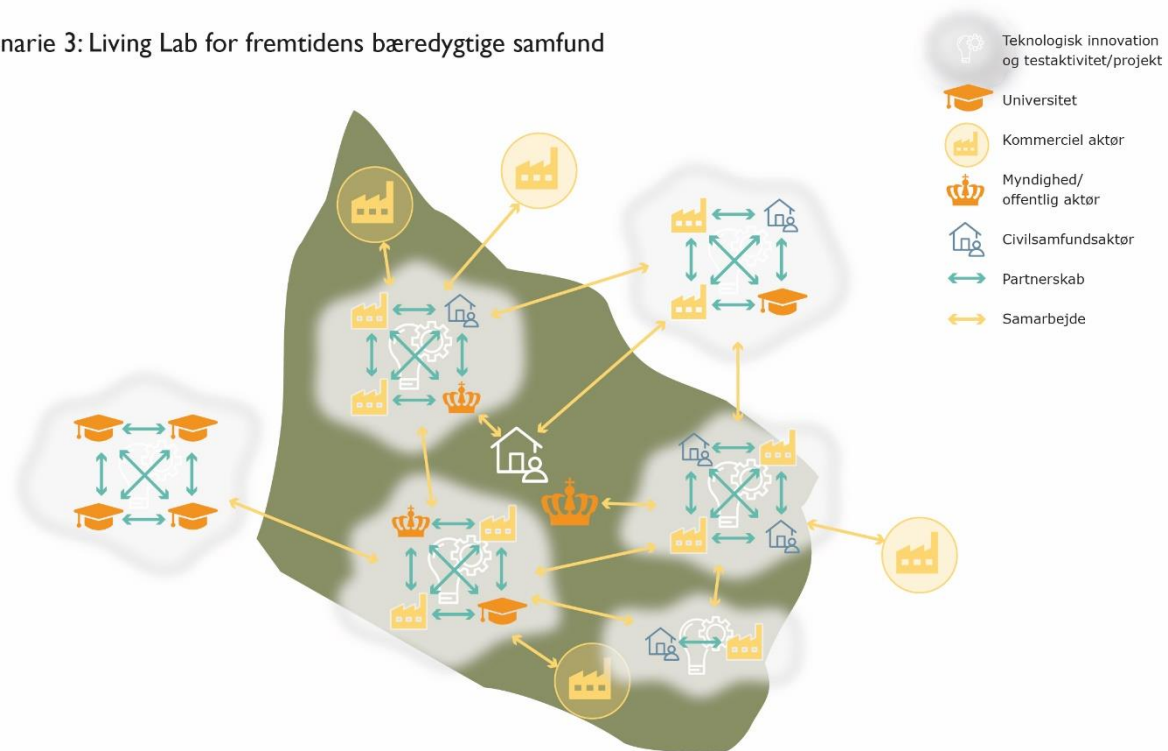 narie 3: Living Lab for fremtidens bæredygtige samfund
Teknologisk innovation
og testaktivitet/projekt
Universitet
Kommerciel aktør
Myndighed/
offentlig aktør
Civilsamfundsaktør
Partnerskab
Samarbejde